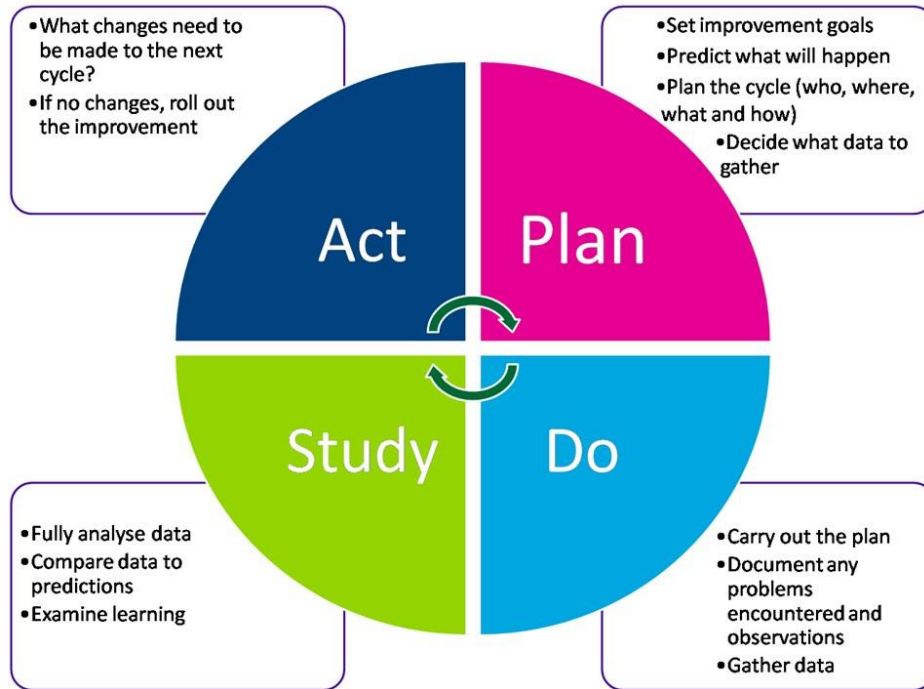 •What changes need to
be made to the next
cycle?
•If no changes, roll out
the improvement
•Set improvement goals
•Predict what will happen
•Plan the cycle (who, where,
what and how)
•Decide what data to
gather
Act
Plan
Study
Do
•Fully analyse data
•Compare data to
predictions
•Examine learning
•Carry out the plan
•Document any
problems
encountered and
observations
•Gather data